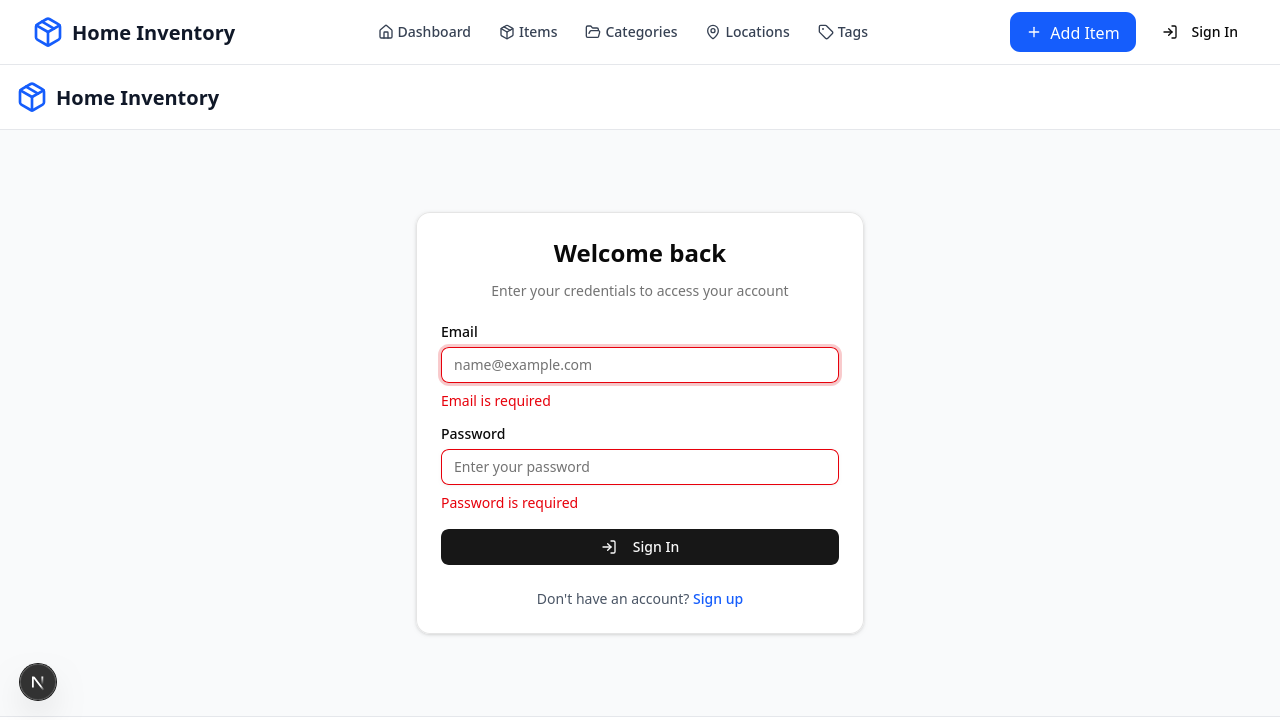 Home Inventory
Dashboard
Items
Categories
Locations
Tags
Add Item
Sign In
Home Inventory
Welcome back
Enter your credentials to access your account
Email
name@example.com
Email is required
Password
Enter your password
Password is required
Sign In
Don't have an account? Sign up
N